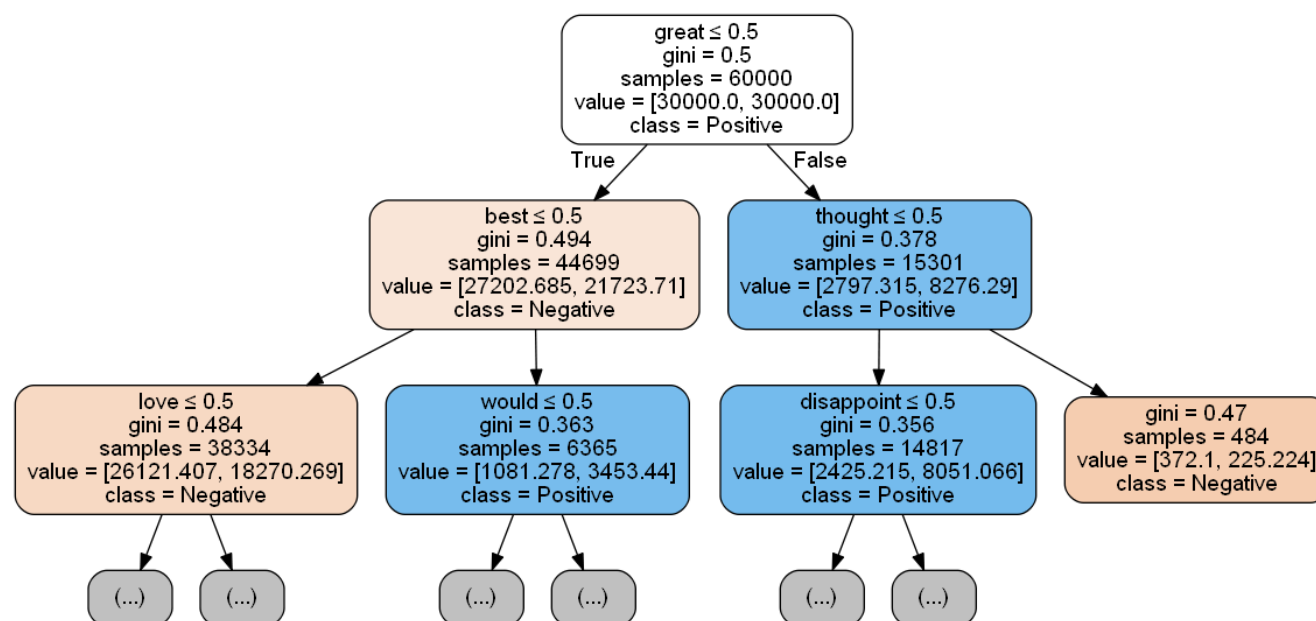 great ≤ 0.5
gini = 0.5
samples = 60000
value = [30000.0, 30000.0]
class = Positive
True
False
best ≤ 0.5
gini = 0.494
samples = 44699
value = [27202.685, 21723.71]
class = Negative
thought ≤ 0.5
gini = 0.378
samples = 15301
value = [2797.315, 8276.29]
class = Positive
love ≤ 0.5
gini = 0.484
samples = 38334
value = [26121.407, 18270.269]
class = Negative
would ≤ 0.5
gini = 0.363
samples = 6365
value = [1081.278, 3453.44]
class = Positive
disappoint ≤ 0.5
gini = 0.356
samples = 14817
value = [2425.215, 8051.066]
class = Positive
gini = 0.47
samples = 484
value = [372.1, 225.224]
class = Negative
(...)
(...)
(...)
(...)
(...)
(...)